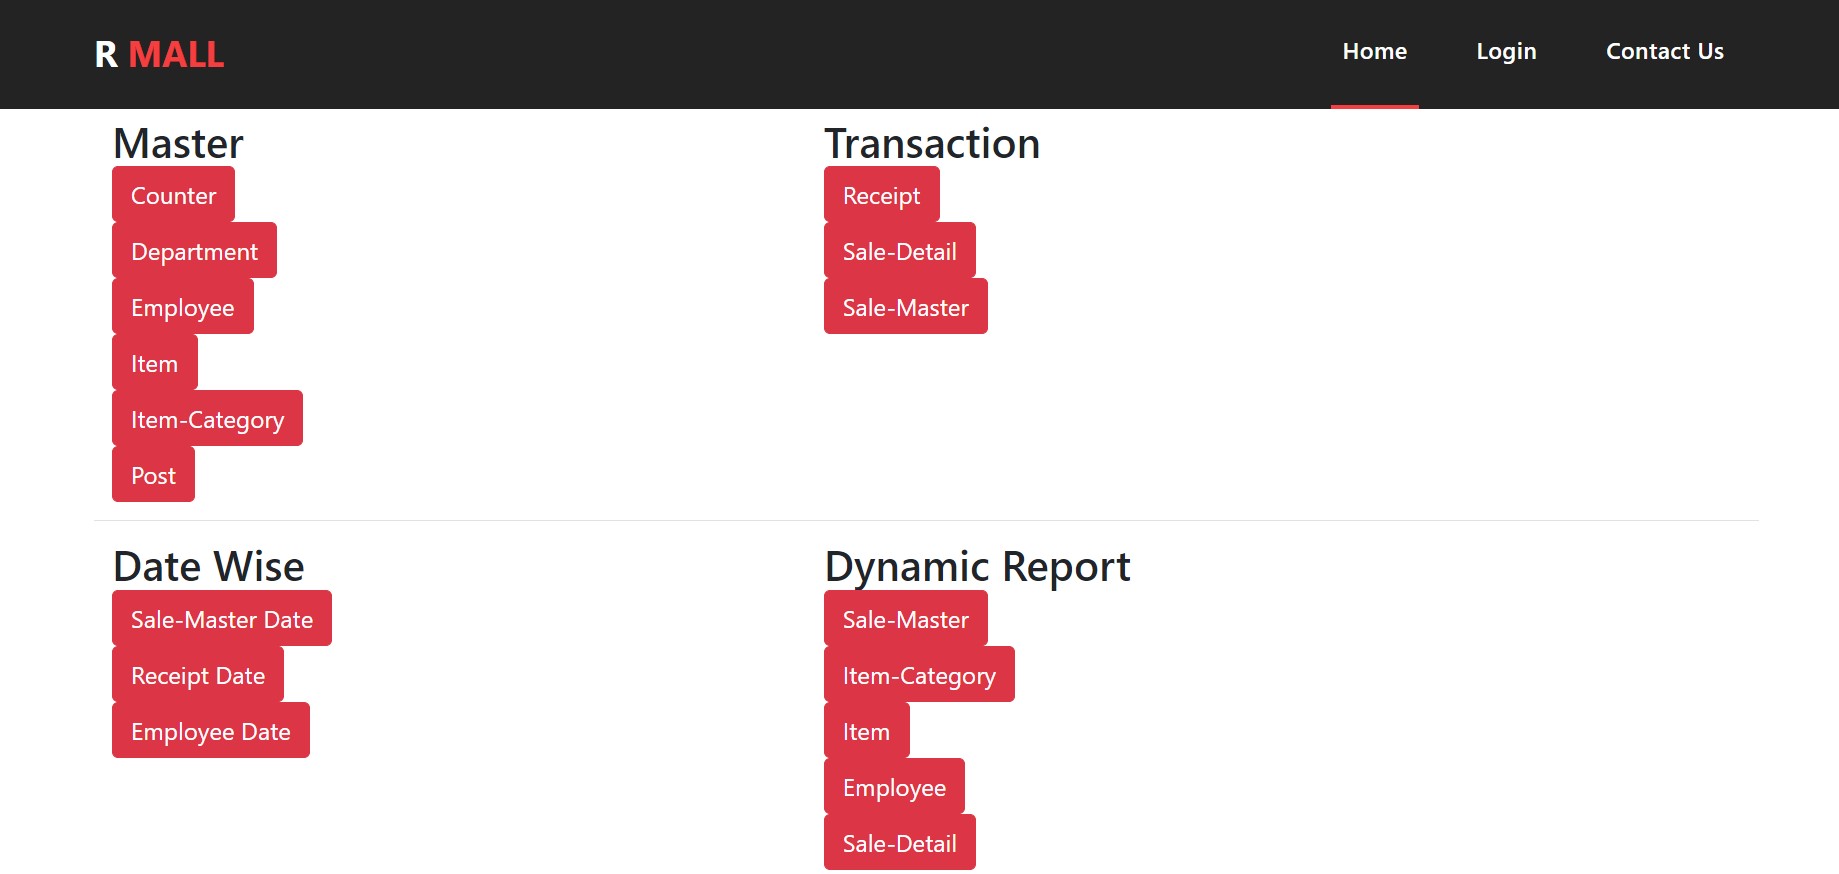 R MALL
Home Login Contact Us
Master
Counter
Department
Employee
Item
Item-Category
Post
Transaction
Receipt
Sale-Detail
Sale-Master
Date Wise
Sale-Master Date
Receipt Date
Employee Date
Dynamic Report
Sale-Master
Item-Category
Item
Employee
Sale-Detail